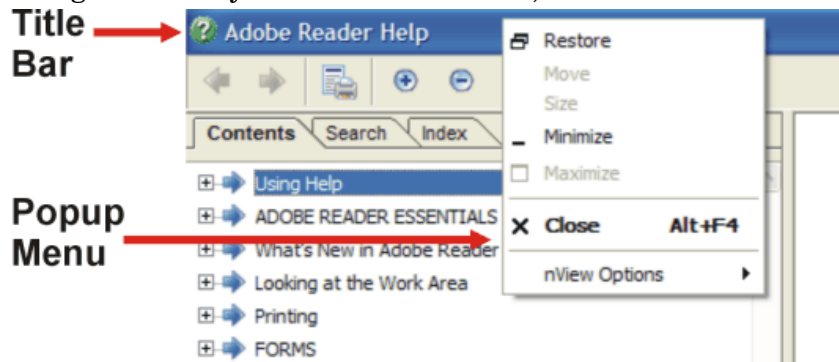 Title
Bar
Adobe Reader Help
Restore
Move
Size
Minimize
Maximize
Close Alt+F4
nView Options
Contents Search Index
Popup
Menu
Using Help
ADOBE READER ESSENTIALS
What's New in Adobe Reader
Looking at the Work Area
Printing
FORMS